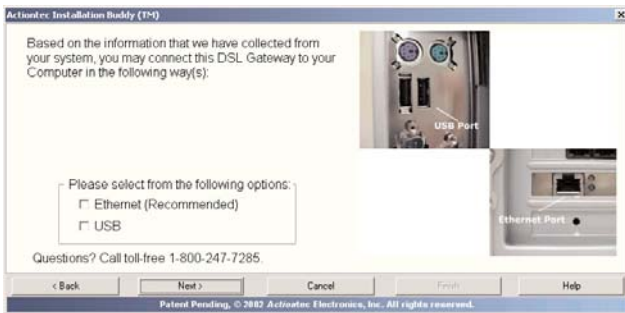 Actiontec Installation Buddy (TM)
Based on the information that we have collected from
your system, you may connect this DSL Gateway to your
Computer in the following way(s):
USB Port
Ethernet Port
Please select from the following options:
Ethernet (Recommended)
USB
Questions? Call toll-free 1-800-247-7285.
< Back
Next >
Cancel
Finish
Help
Patent Pending, © 2002 Actiontec Electronics, Inc. All rights reserved.